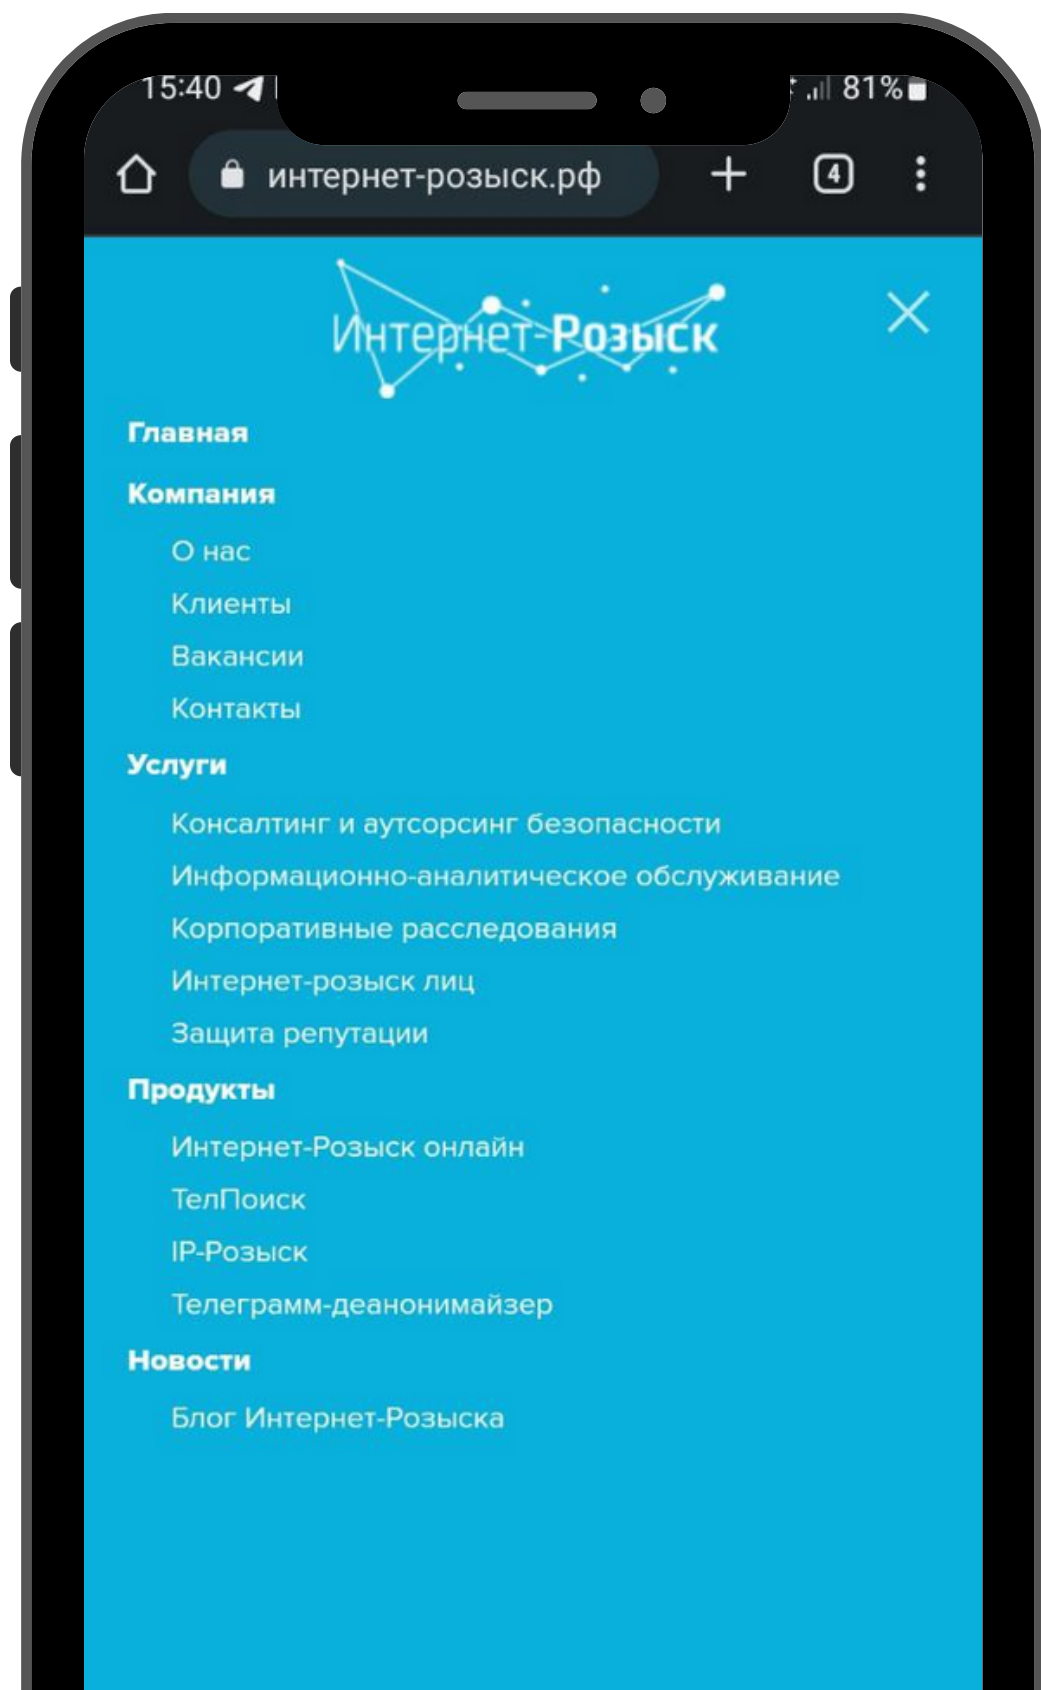 15:40
81%
интернет-розыск.рф
4
Интернет-Розыск
Главная
Компания
О нас
Клиенты
Вакансии
Контакты
Услуги
Консалтинг и аутсорсинг безопасности
Информационно-аналитическое обслуживание
Корпоративные расследования
Интернет-розыск лиц
Защита репутации
Продукты
Интернет-Розыск онлайн
ТелПоиск
IP-Розыск
Телеграмм-деанонимайзер
Новости
Блог Интернет-Розыска